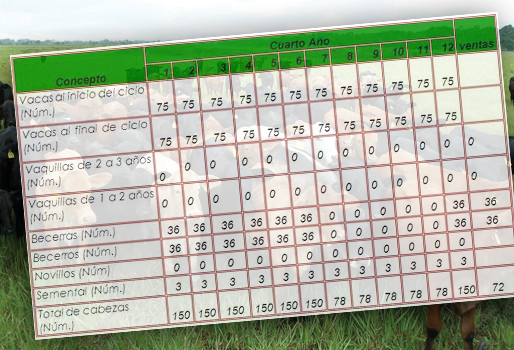 Cuarto Año
Concepto 1 2 3 4 5 6 7 8 9 10 11 12 ventas
Vacas al inicio del ciclo
(Núm.) 75 75 75 75 75 75 75 75 75 75 75 75
Vacas al final de ciclo
(Núm.) 75 75 75 75 75 75 75 75 75 75 75 75
Vaquillas de 2 a 3 años
(Núm.) 0 0 0 0 0 0 0 0 0 0 0 0
Vaquillas de 1 a 2 años
(Núm.) 0 0 0 0 0 0 0 0 0 0 0 0
Becerras (Núm.) 36 36 36 36 36 36 0 0 0 0 0 36 36
Becerros (Núm.) 36 36 36 36 36 36 0 0 0 0 0 36 36
Novillos (Núm) 0 0 0 0 0 0 0 0 0 0 0 0
Semental (Núm.) 3 3 3 3 3 3 3 3 3 3 3 3
Total de cabezas
(Núm.) 150 150 150 150 150 150 78 78 78 78 78 150 72